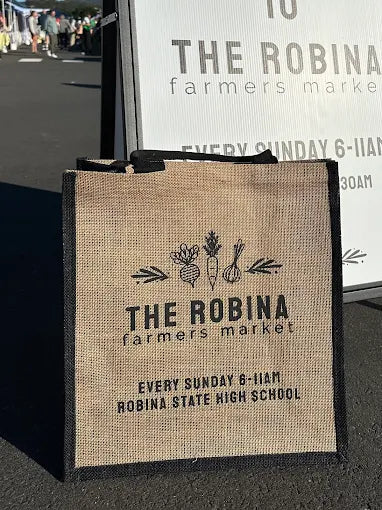 TO
THE ROBINA
farmers marke
EVERY SUNDAY 6-11A
30AM
THE ROBINA
farmers market
EVERY SUNDAY 6-11AM
ROBINA STATE HIGH SCHOOL